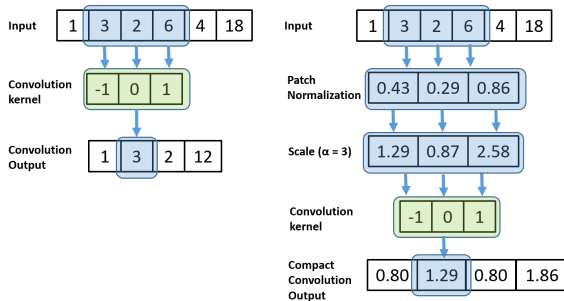 Input
1 3 2 6 4 18
Convolution
kernel
-1 0 1
Convolution
Output
1 3 2 12
Input
1 3 2 6 4 18
Patch
Normalization
0.43 0.29 0.86
Scale (α = 3)
1.29 0.87 2.58
Convolution
kernel
-1 0 1
Compact
Convolution
Output
0.80 1.29 0.80 1.86